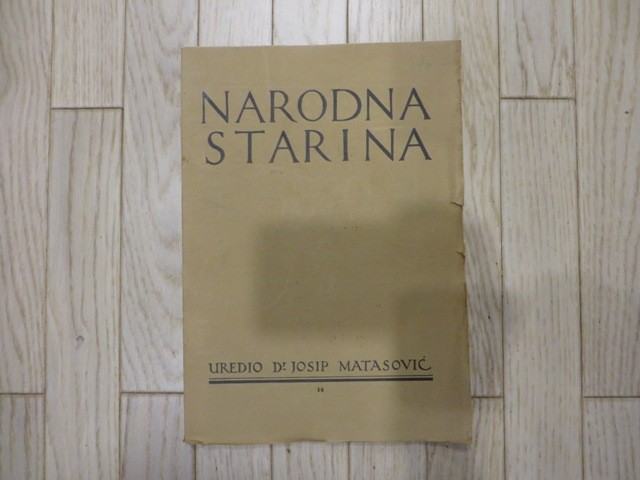 NARODNA
STARINA
UREDIO Dr. JOSIP MATASOVIĆ